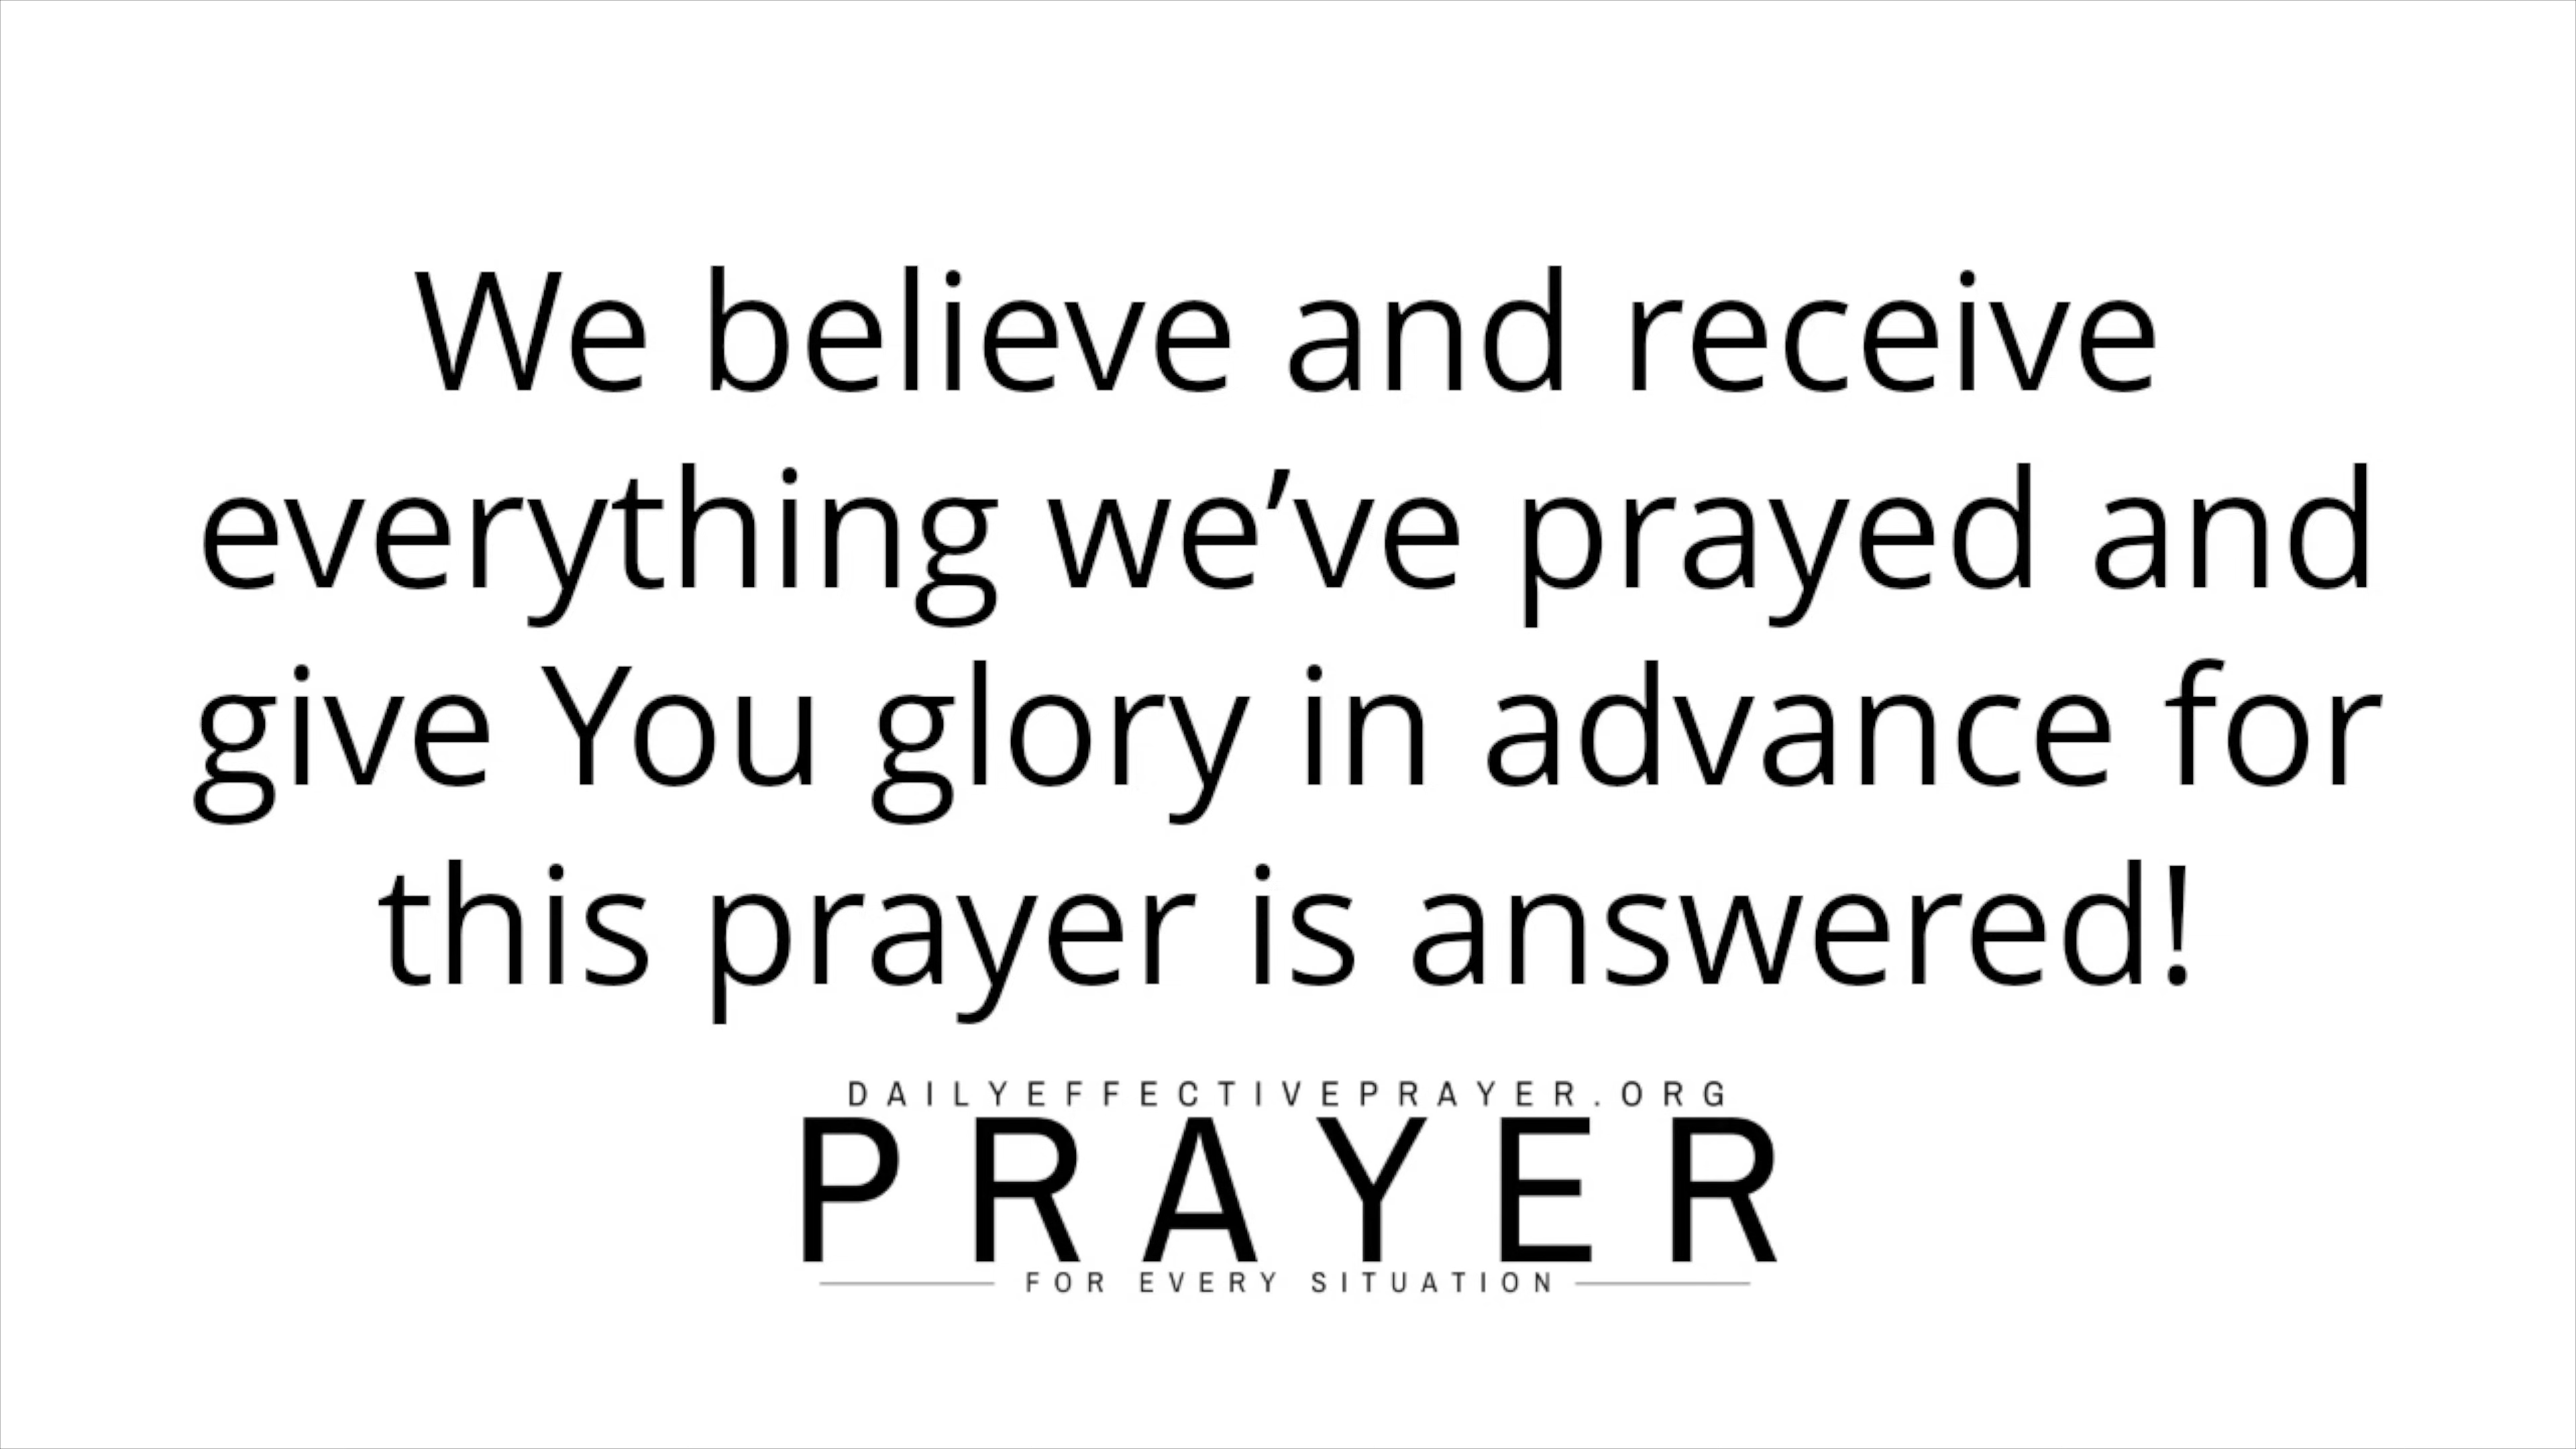 We believe and receive
everything we’ve prayed and
give You glory in advance for
this prayer is answered!
DAILYEFFECTIVEPRAYER.ORG
PRAYER
FOR EVERY SITUATION